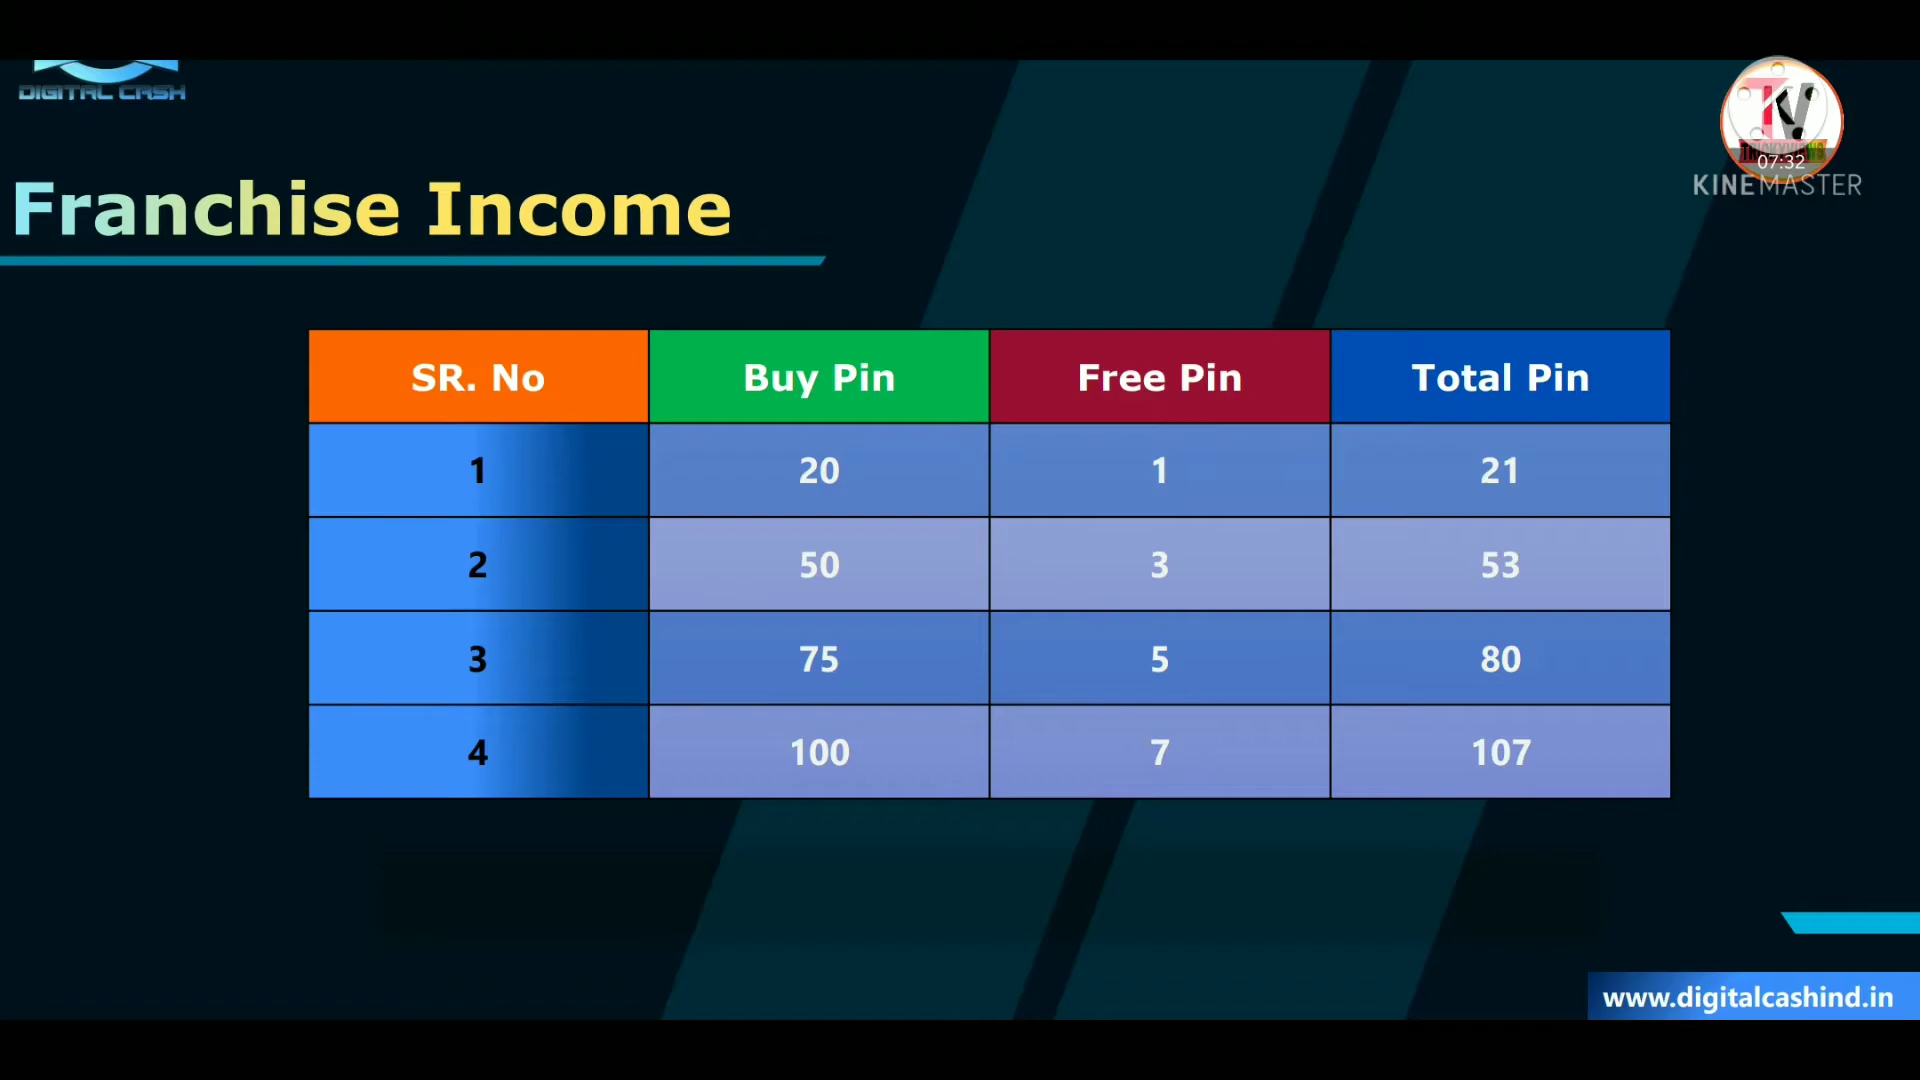 DIGITAL CASH
07:32
KINEMASTER
Franchise Income
SR. No Buy Pin Free Pin Total Pin
1 20 1 21
2 50 3 53
3 75 5 80
4 100 7 107
www.digitalcashind.in